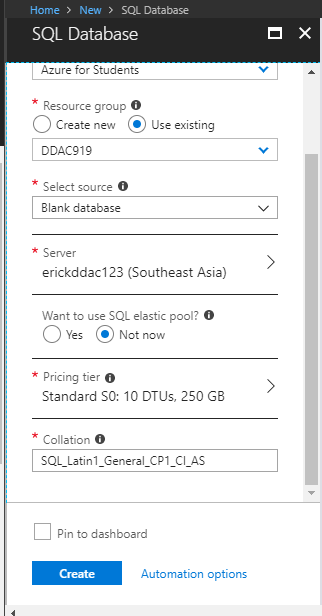 Home > New > SQL Database
SQL Database
Azure for Students
* Resource group
Create new Use existing
DDAC919
* Select source
Blank database
* Server
erickddac123 (Southeast Asia)
Want to use SQL elastic pool?
Yes Not now
* Pricing tier
Standard S0: 10 DTUs, 250 GB
* Collation
SQL_Latin1_General_CP1_CI_AS
Pin to dashboard
Create Automation options